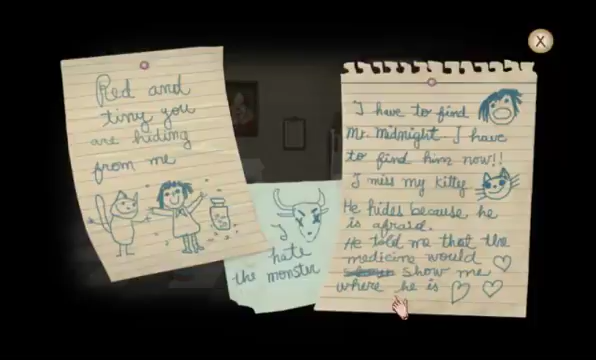 Red and
tiny you
are hiding
from me
I
hate
the monster
I have to find
Mr. Midnight I have
to find him now!!
I miss my kitty
He hides because he
is afraid.
He told me that the
medicine would
show me
where he is
X